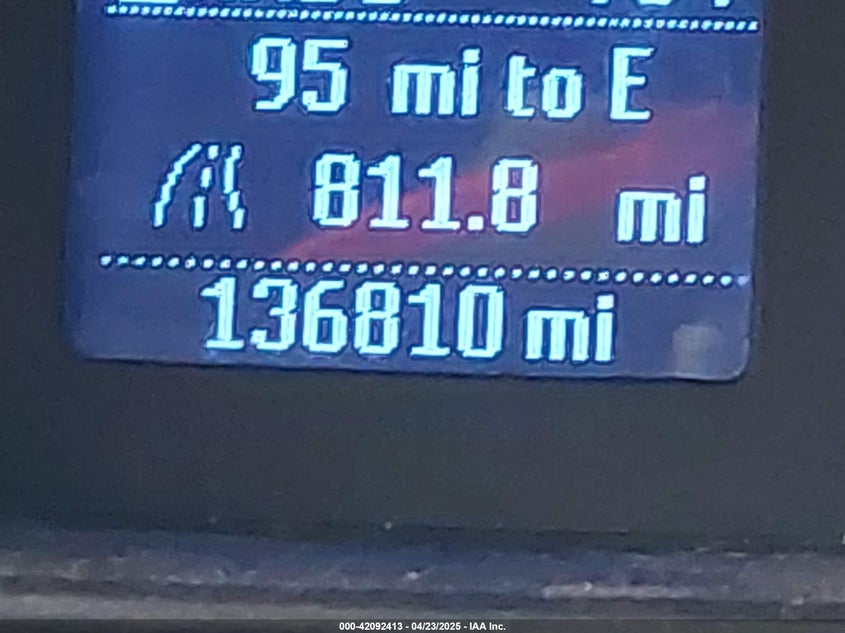 95 mi to E
811.8 mi
136810 mi
000-42092413 - 04/23/2025 - IAA Inc.